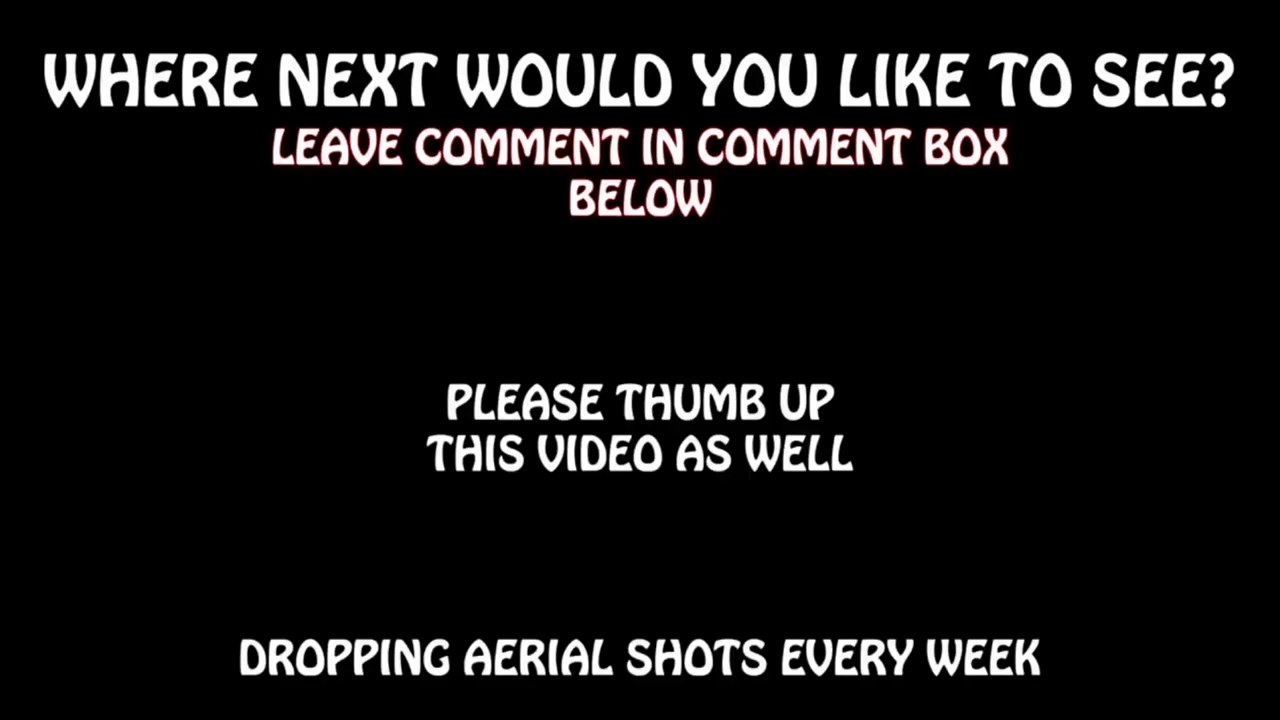 WHERE NEXT WOULD YOU LIKE TO SEE?
LEAVE COMMENT IN COMMENT BOX
BELOW
PLEASE THUMB UP
THIS VIDEO AS WELL
DROPPING AERIAL SHOTS EVERY WEEK